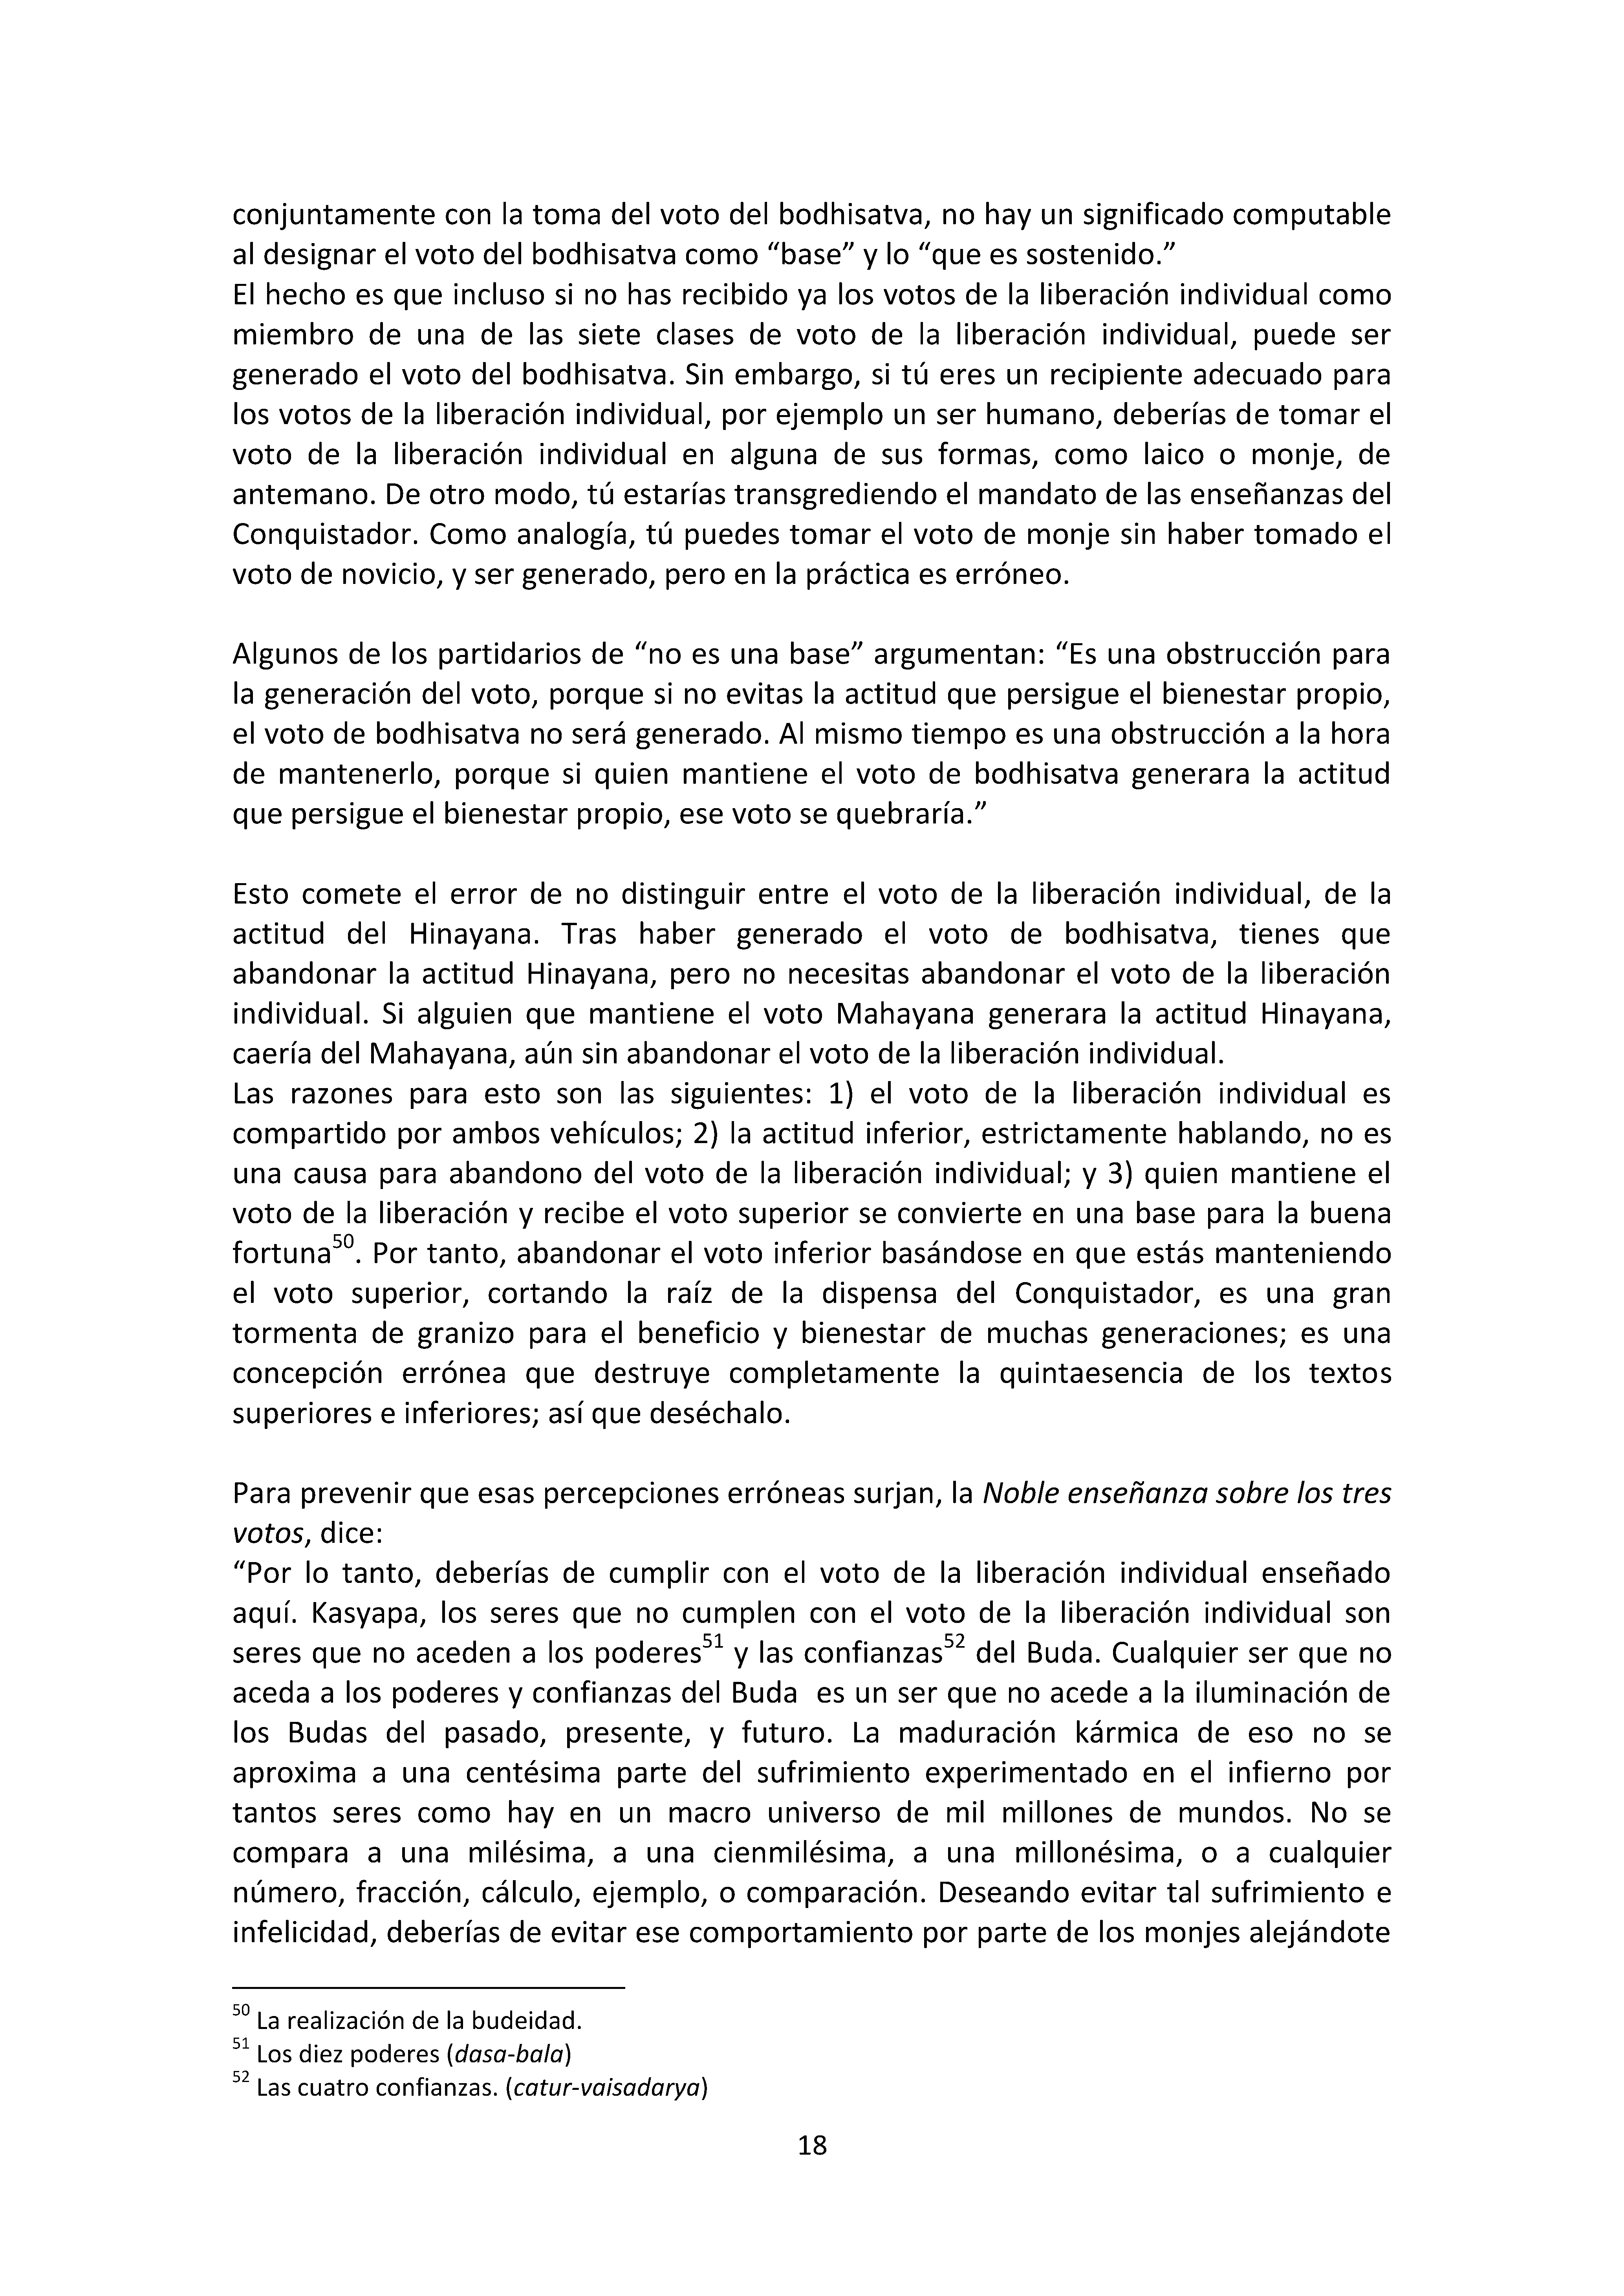 conjuntamente con la toma del voto del bodhisatva, no hay un significado computable
al designar el voto del bodhisatva como “base” y lo “que es sostenido.”
El hecho es que incluso si no has recibido ya los votos de la liberación individual como
miembro de una de las siete clases de voto de la liberación individual, puede ser
generado el voto del bodhisatva. Sin embargo, si tú eres un recipiente adecuado para
los votos de la liberación individual, por ejemplo un ser humano, deberías de tomar el
voto de la liberación individual en alguna de sus formas, como laico o monje, de
antemano. De otro modo, tú estarías transgrediendo el mandato de las enseñanzas del
Conquistador. Como analogía, tú puedes tomar el voto de monje sin haber tomado el
voto de novicio, y ser generado, pero en la práctica es erróneo.
Algunos de los partidarios de “no es una base” argumentan: “Es una obstrucción para
la generación del voto, porque si no evitas la actitud que persigue el bienestar propio,
el voto de bodhisatva no será generado. Al mismo tiempo es una obstrucción a la hora
de mantenerlo, porque si quien mantiene el voto de bodhisatva generara la actitud
que persigue el bienestar propio, ese voto se quebraría.”
Esto comete el error de no distinguir entre el voto de la liberación individual, de la
actitud del Hinayana. Tras haber generado el voto de bodhisatva, tienes que
abandonar la actitud Hinayana, pero no necesitas abandonar el voto de la liberación
individual. Si alguien que mantiene el voto Mahayana generara la actitud Hinayana,
caería del Mahayana, aún sin abandonar el voto de la liberación individual.
Las razones para esto son las siguientes: 1) el voto de la liberación individual es
compartido por ambos vehículos; 2) la actitud inferior, estrictamente hablando, no es
una causa para abandono del voto de la liberación individual; y 3) quien mantiene el
voto de la liberación y recibe el voto superior se convierte en una base para la buena
fortuna50. Por tanto, abandonar el voto inferior basándose en que estás manteniendo
el voto superior, cortando la raíz de la dispensa del Conquistador, es una gran
tormenta de granizo para el beneficio y bienestar de muchas generaciones; es una
concepción errónea que destruye completamente la quintaesencia de los textos
superiores e inferiores; así que deséchalo.
Para prevenir que esas percepciones erróneas surjan, la Noble enseñanza sobre los tres
votos, dice:
“Por lo tanto, deberías de cumplir con el voto de la liberación individual enseñado
aquí. Kasyapa, los seres que no cumplen con el voto de la liberación individual son
seres que no aceden a los poderes51 y las confianzas52 del Buda. Cualquier ser que no
aceda a los poderes y confianzas del Buda  es un ser que no acede a la iluminación de
los Budas del pasado, presente, y futuro. La maduración kármica de eso no se
aproxima a una centésima parte del sufrimiento experimentado en el infierno por
tantos seres como hay en un macro universo de mil millones de mundos. No se
compara a una milésima, a una cienmilésima, a una millonésima, o a cualquier
número, fracción, cálculo, ejemplo, o comparación. Deseando evitar tal sufrimiento e
infelicidad, deberías de evitar ese comportamiento por parte de los monjes alejándote
50 La realización de la budeidad.
51 Los diez poderes (dasa-bala)
52 Las cuatro confianzas. (catur-vaisadarya)
18